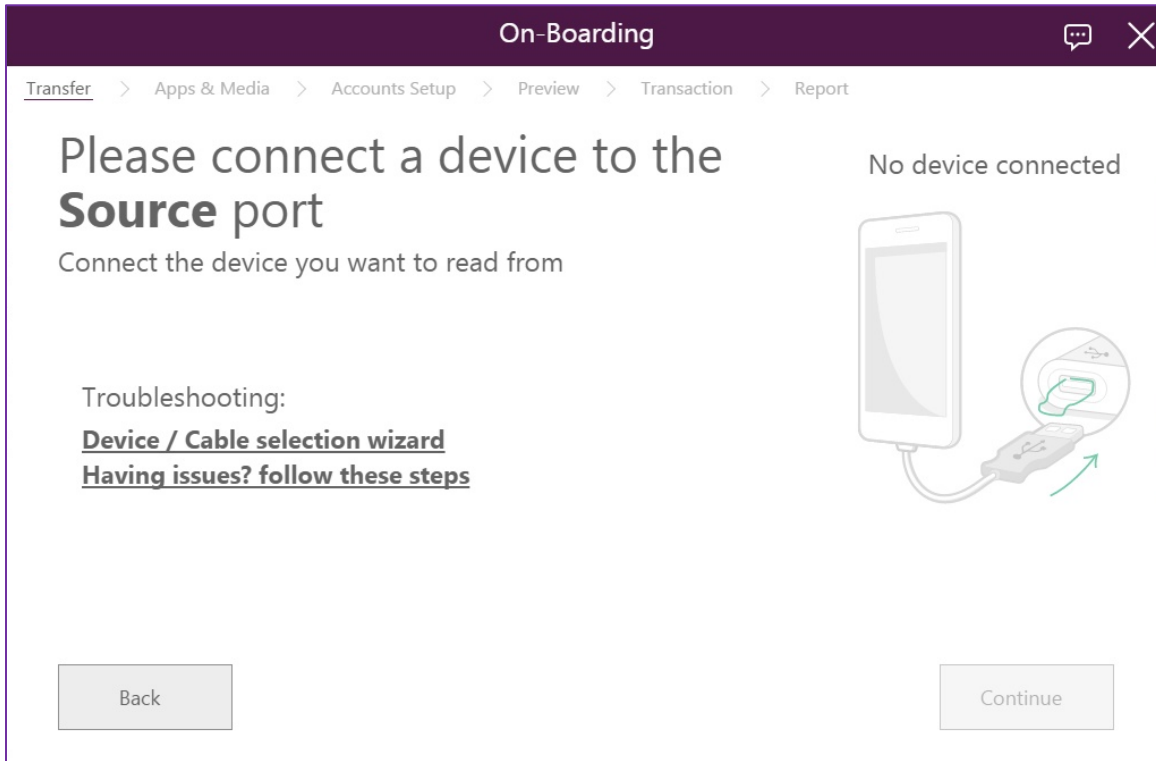 On-Boarding
Transfer > Apps & Media > Accounts Setup > Preview > Transaction > Report
Please connect a device to the
Source port
Connect the device you want to read from
No device connected
Troubleshooting:
Device / Cable selection wizard
Having issues? follow these steps
Back
Continue